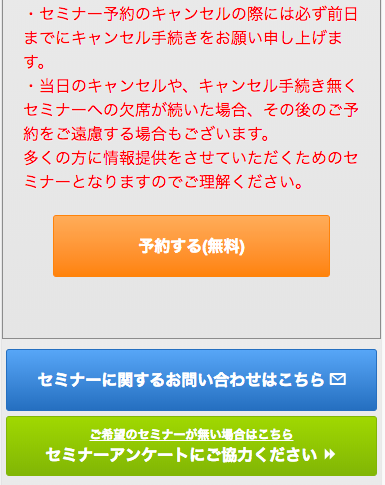 ・セミナー予約のキャンセルの際には必ず前日
までにキャンセル手続きをお願い申し上げま
す。
・当日のキャンセルや、キャンセル手続き無く
セミナーへの欠席が続いた場合、その後のご予
約をご遠慮する場合もございます。
多くの方に情報提供をさせていただくためのセ
ミナーとなりますのでご理解ください。
予約する(無料)
セミナーに関するお問い合わせはこちら
ご希望のセミナーが無い場合はこちら
セミナーアンケートにご協力ください